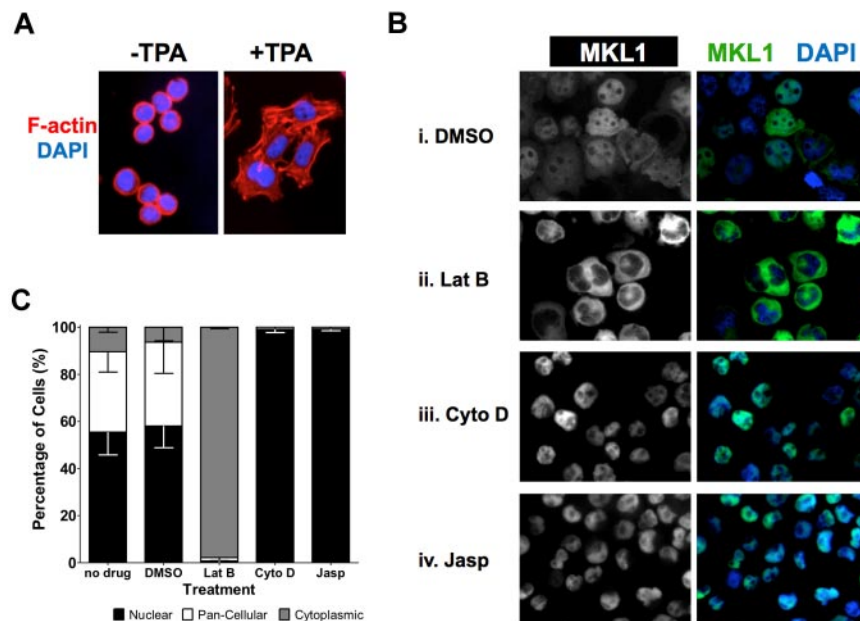 A
-TPA
+TPA
F-actin
DAPI
B
MKL1
MKL1 DAPI
i. DMSO
ii. Lat B
iii. Cyto D
iv. Jasp
C
Percentage of Cells (%)
100
80
60
40
20
0
no drug DMSO Lat B Cyto D Jasp
Treatment
Nuclear Pan-Cellular Cytoplasmic